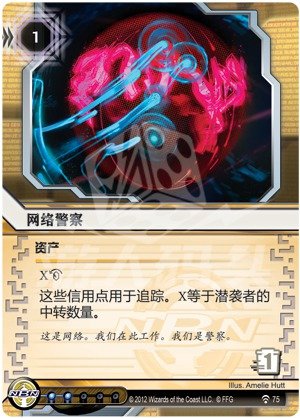 1
网络警察
资产
X
这些信用点用于追踪。X等于潜袭者的
中转数量。
这是网络。我们在此工作。我们是警察。
1
Illus. Amelie Hutt
NBN
© 2012 Wizards of the Coast LLC. © FFG
75